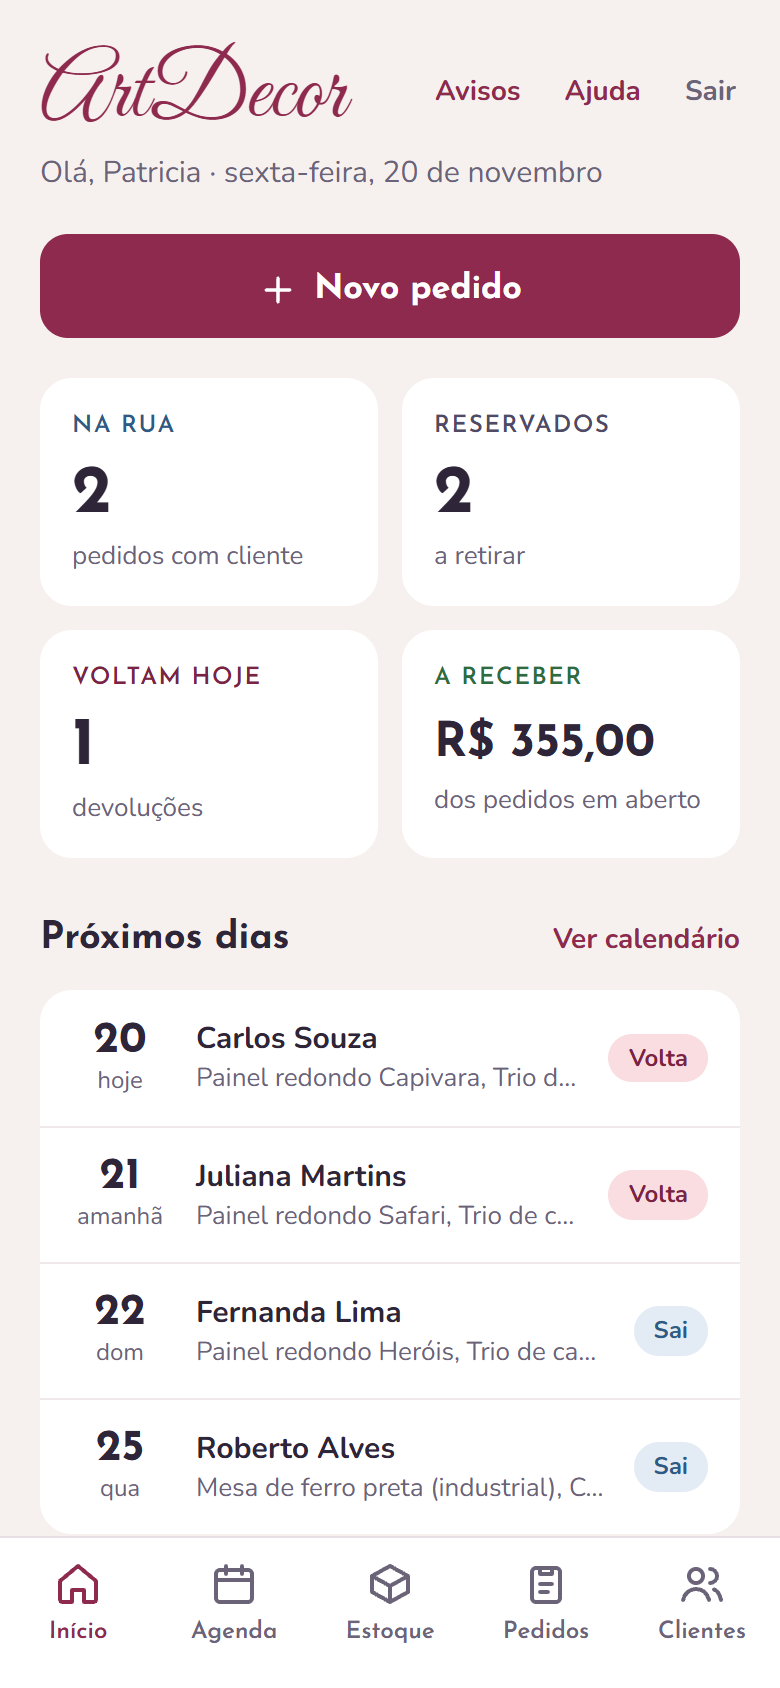 ArtDecor
Avisos Ajuda Sair
Olá, Patricia · sexta-feira, 20 de novembro
+ Novo pedido
NA RUA
2
pedidos com cliente
RESERVADOS
2
a retirar
VOLTAM HOJE
1
devoluções
A RECEBER
R$ 355,00
dos pedidos em aberto
Próximos dias
Ver calendário
20
hoje
Carlos Souza
Painel redondo Capivara, Trio d...
Volta
21
amanhã
Juliana Martins
Painel redondo Safari, Trio de c...
Volta
22
dom
Fernanda Lima
Painel redondo Heróis, Trio de ca...
Sai
25
qua
Roberto Alves
Mesa de ferro preta (industrial), C...
Sai
Início Agenda Estoque Pedidos Clientes